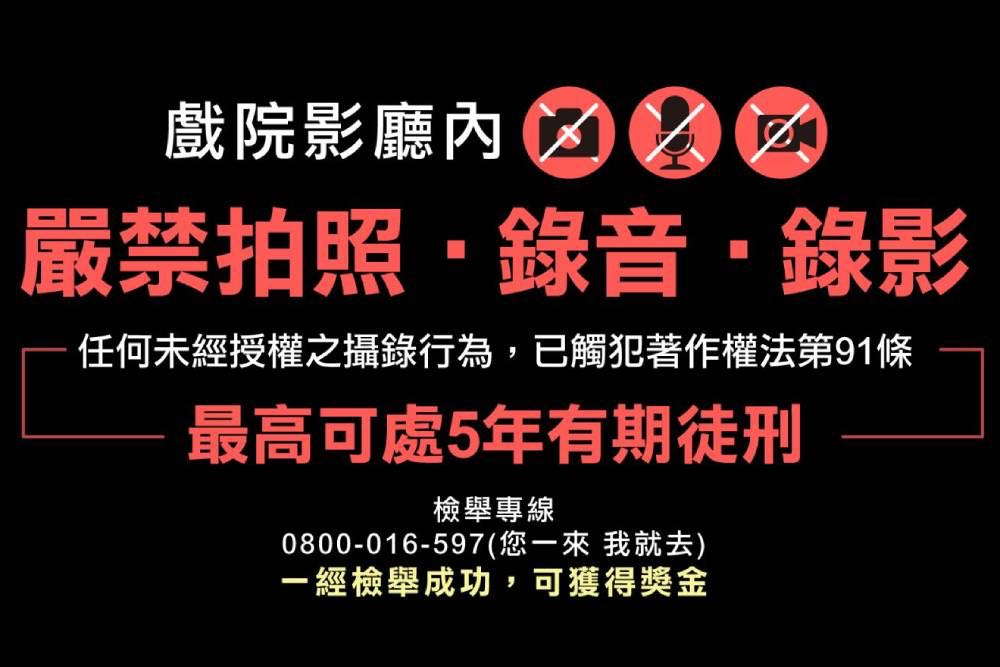 戲院影廳內
嚴禁拍照・錄音・錄影
任何未經授權之攝錄行為，已觸犯著作權法第91條
最高可處5年有期徒刑
檢舉專線
0800-016-597(您一來 我就去)
一經檢舉成功，可獲得獎金